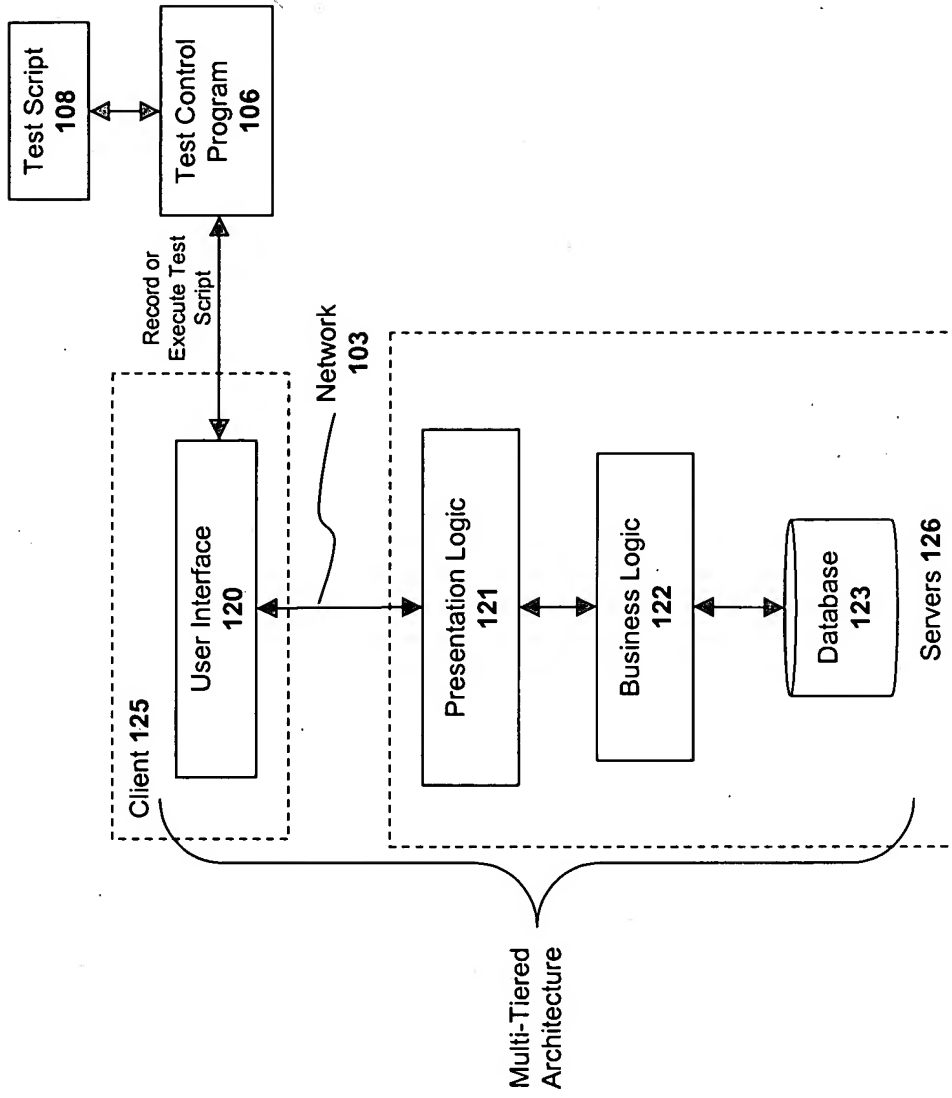 Test Script
108
Test Control
Program
106
Record or
Execute Test
Script
Client 125
User Interface
120
Network
103
Presentation Logic
121
Business Logic
122
Database
123
Servers 126
Multi-Tiered
Architecture